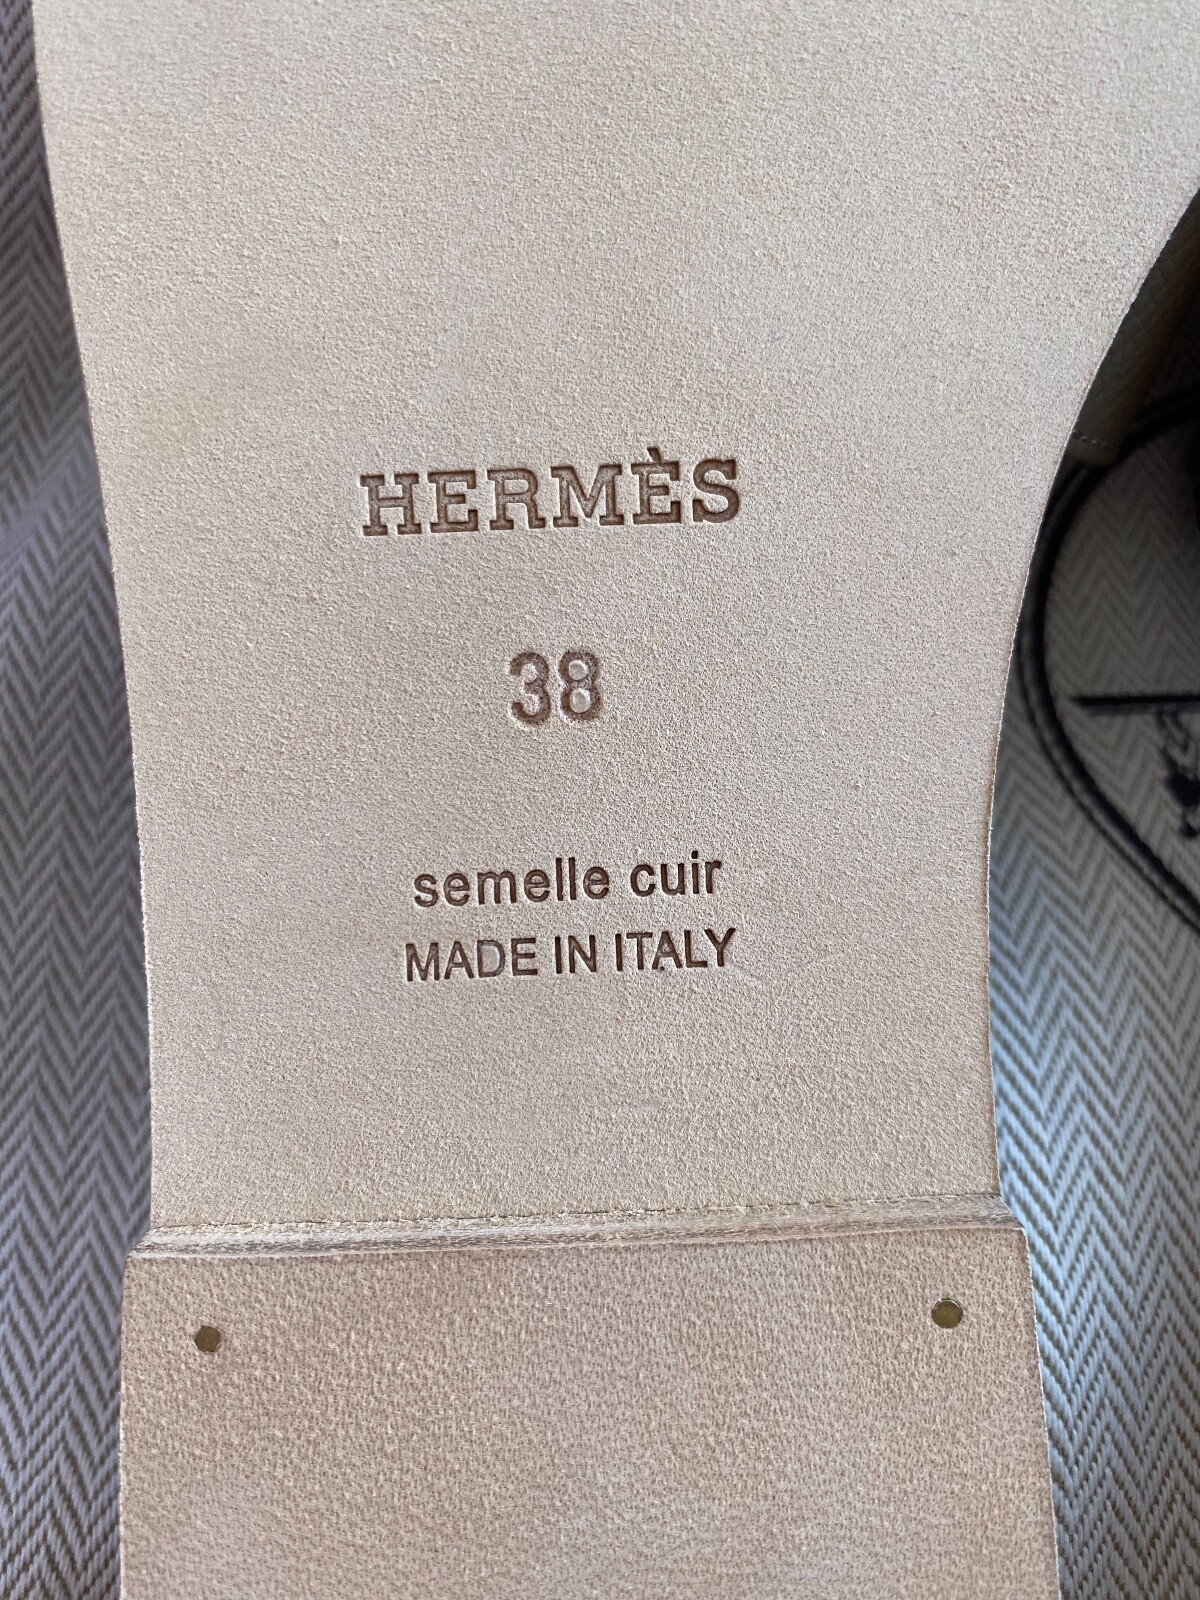 HERMÈS
38
semelle cuir
MADE IN ITALY